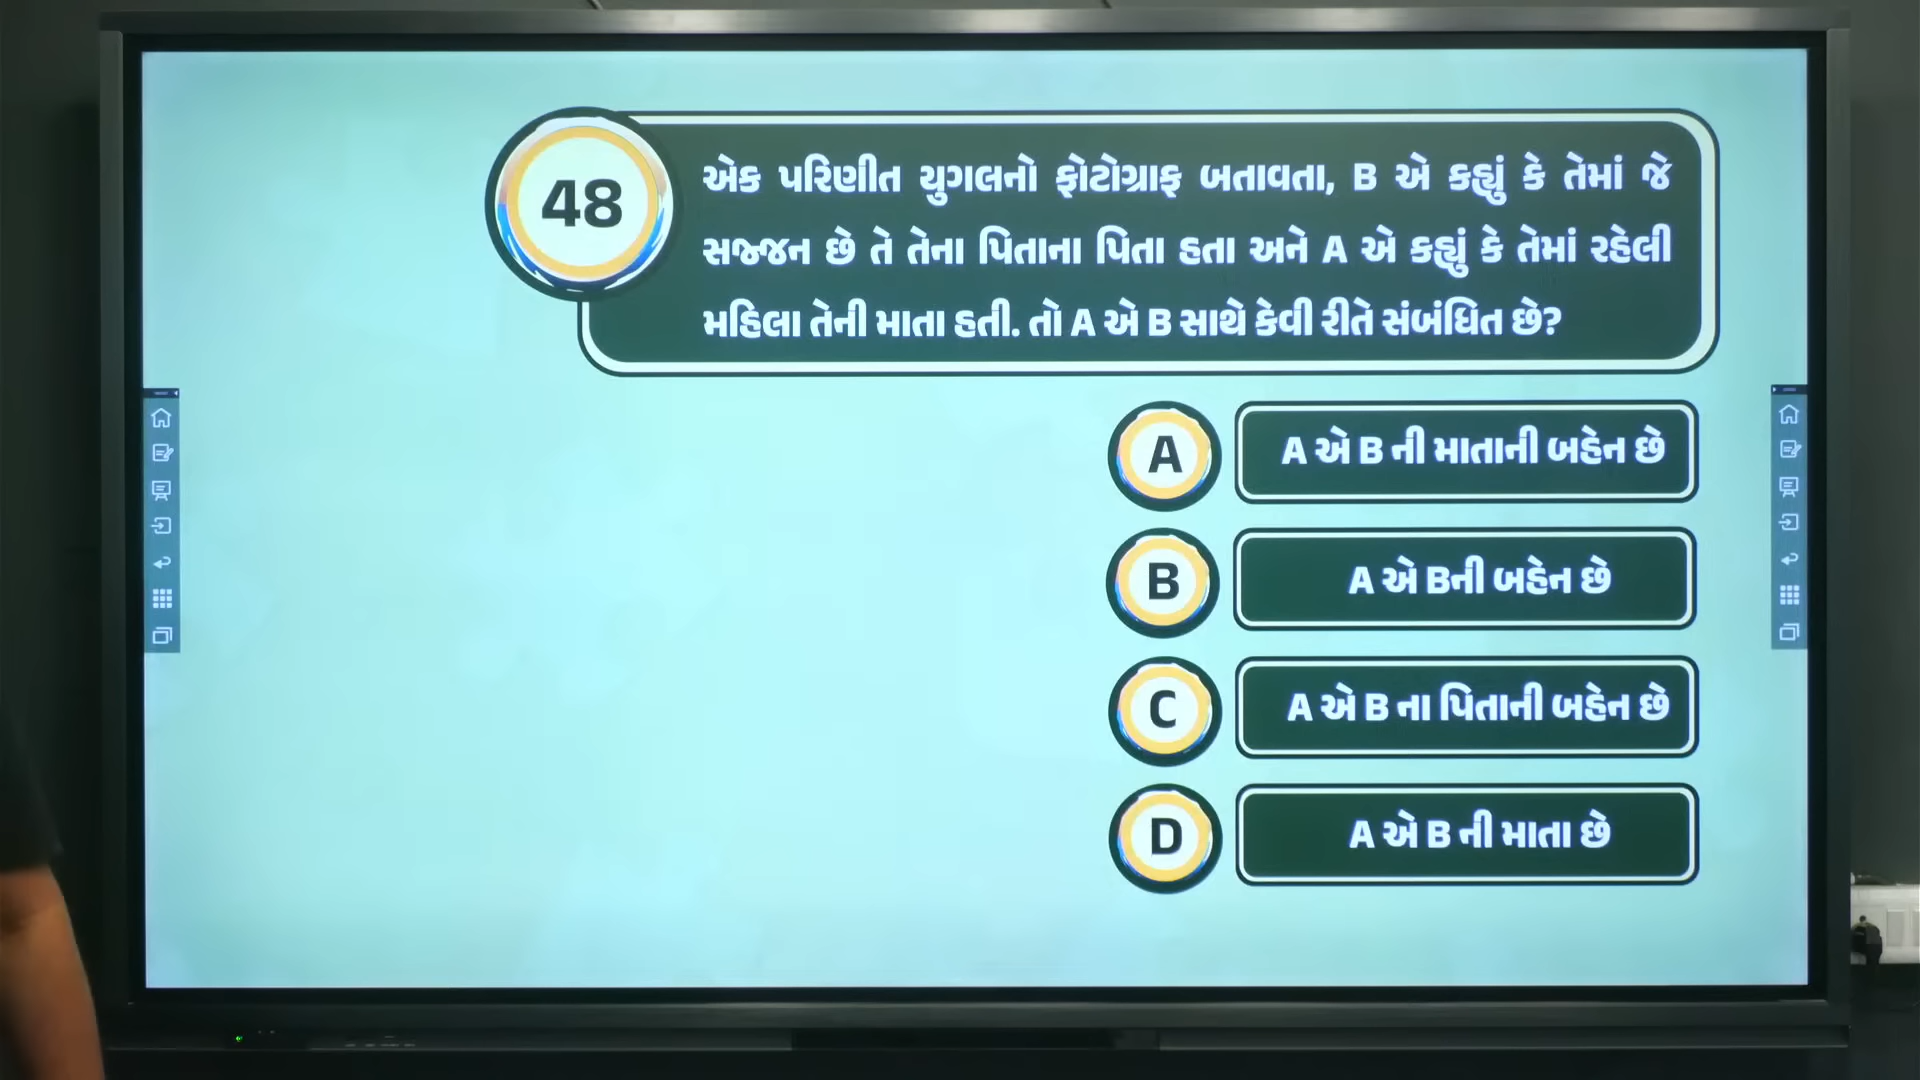 48
એક પરિણીત યુગલનો ફોટોગ્રાફ બતાવતા, B એ કહ્યું કે તેમાં જે
સજ્જન છે તે તેના પિતાના પિતા હતા અને A એ કહ્યું કે તેમાં રહેલી
મહિલા તેની માતા હતી. તો A એ B સાથે કેવી રીતે સંબંધિત છે?
A A એ B ની માતાની બહેન છે
B A એ Bની બહેન છે
C A એ B ના પિતાની બહેન છે
D A એ B ની માતા છે